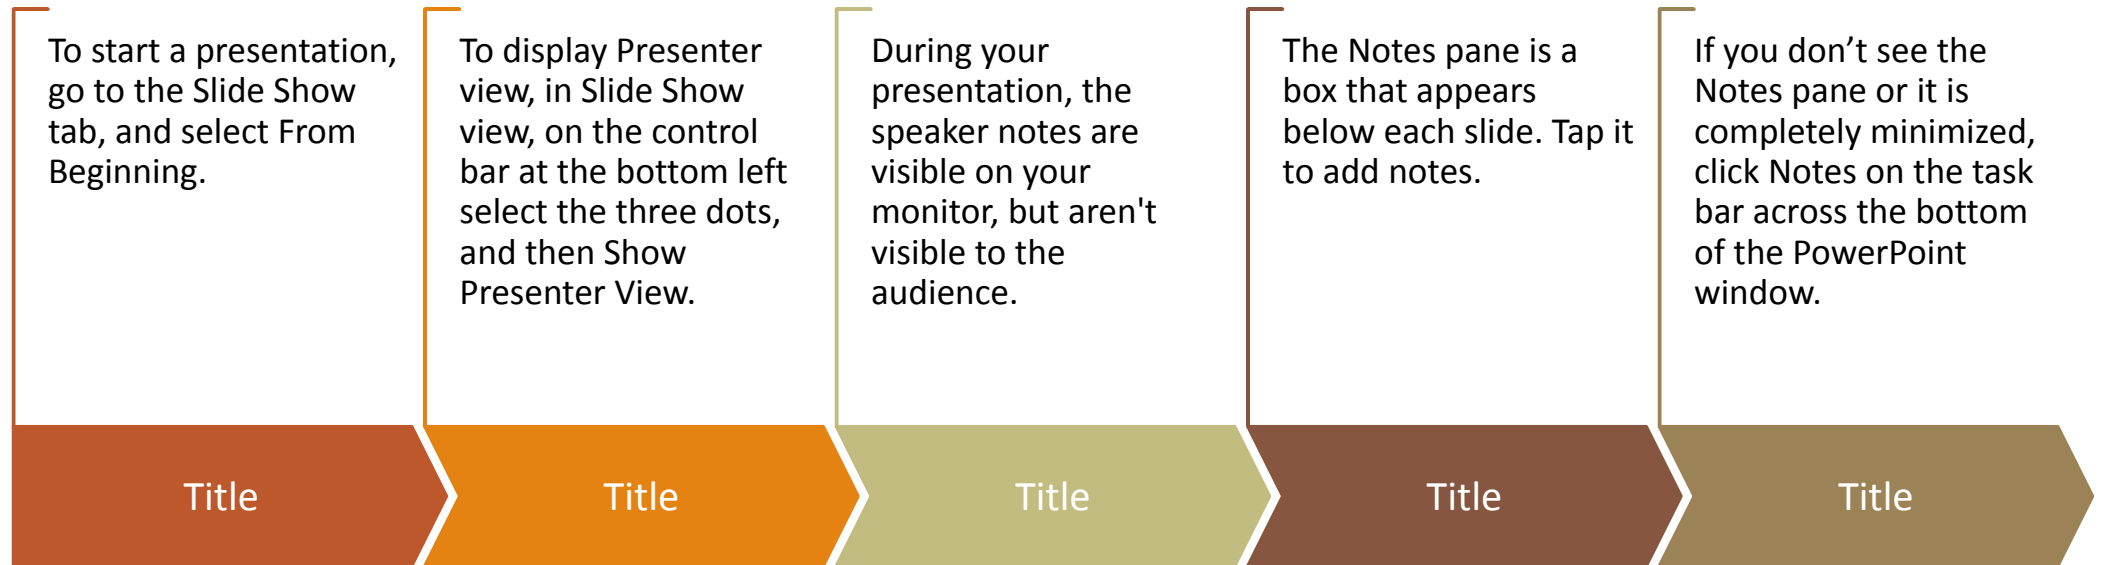 To start a presentation,
go to the Slide Show
tab, and select From
Beginning.
To display Presenter
view, in Slide Show
view, on the control
bar at the bottom left
select the three dots,
and then Show
Presenter View.
During your
presentation, the
speaker notes are
visible on your
monitor, but aren't
visible to the
audience.
The Notes pane is a
box that appears
below each slide. Tap it
to add notes.
If you don’t see the
Notes pane or it is
completely minimized,
click Notes on the task
bar across the bottom
of the PowerPoint
window.
Title
Title
Title
Title
Title